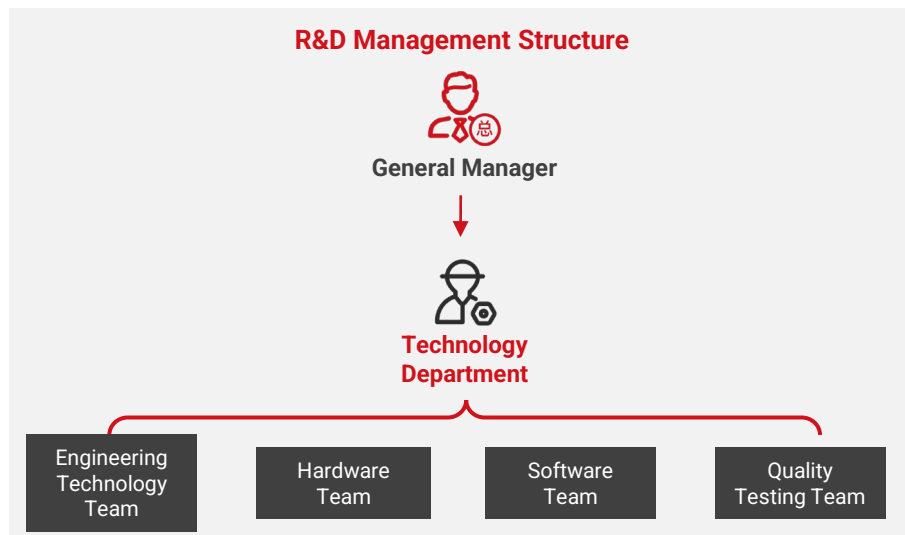 R&D Management Structure
总
General Manager
Technology
Department
Engineering
Technology
Team
Hardware
Team
Software
Team
Quality
Testing Team